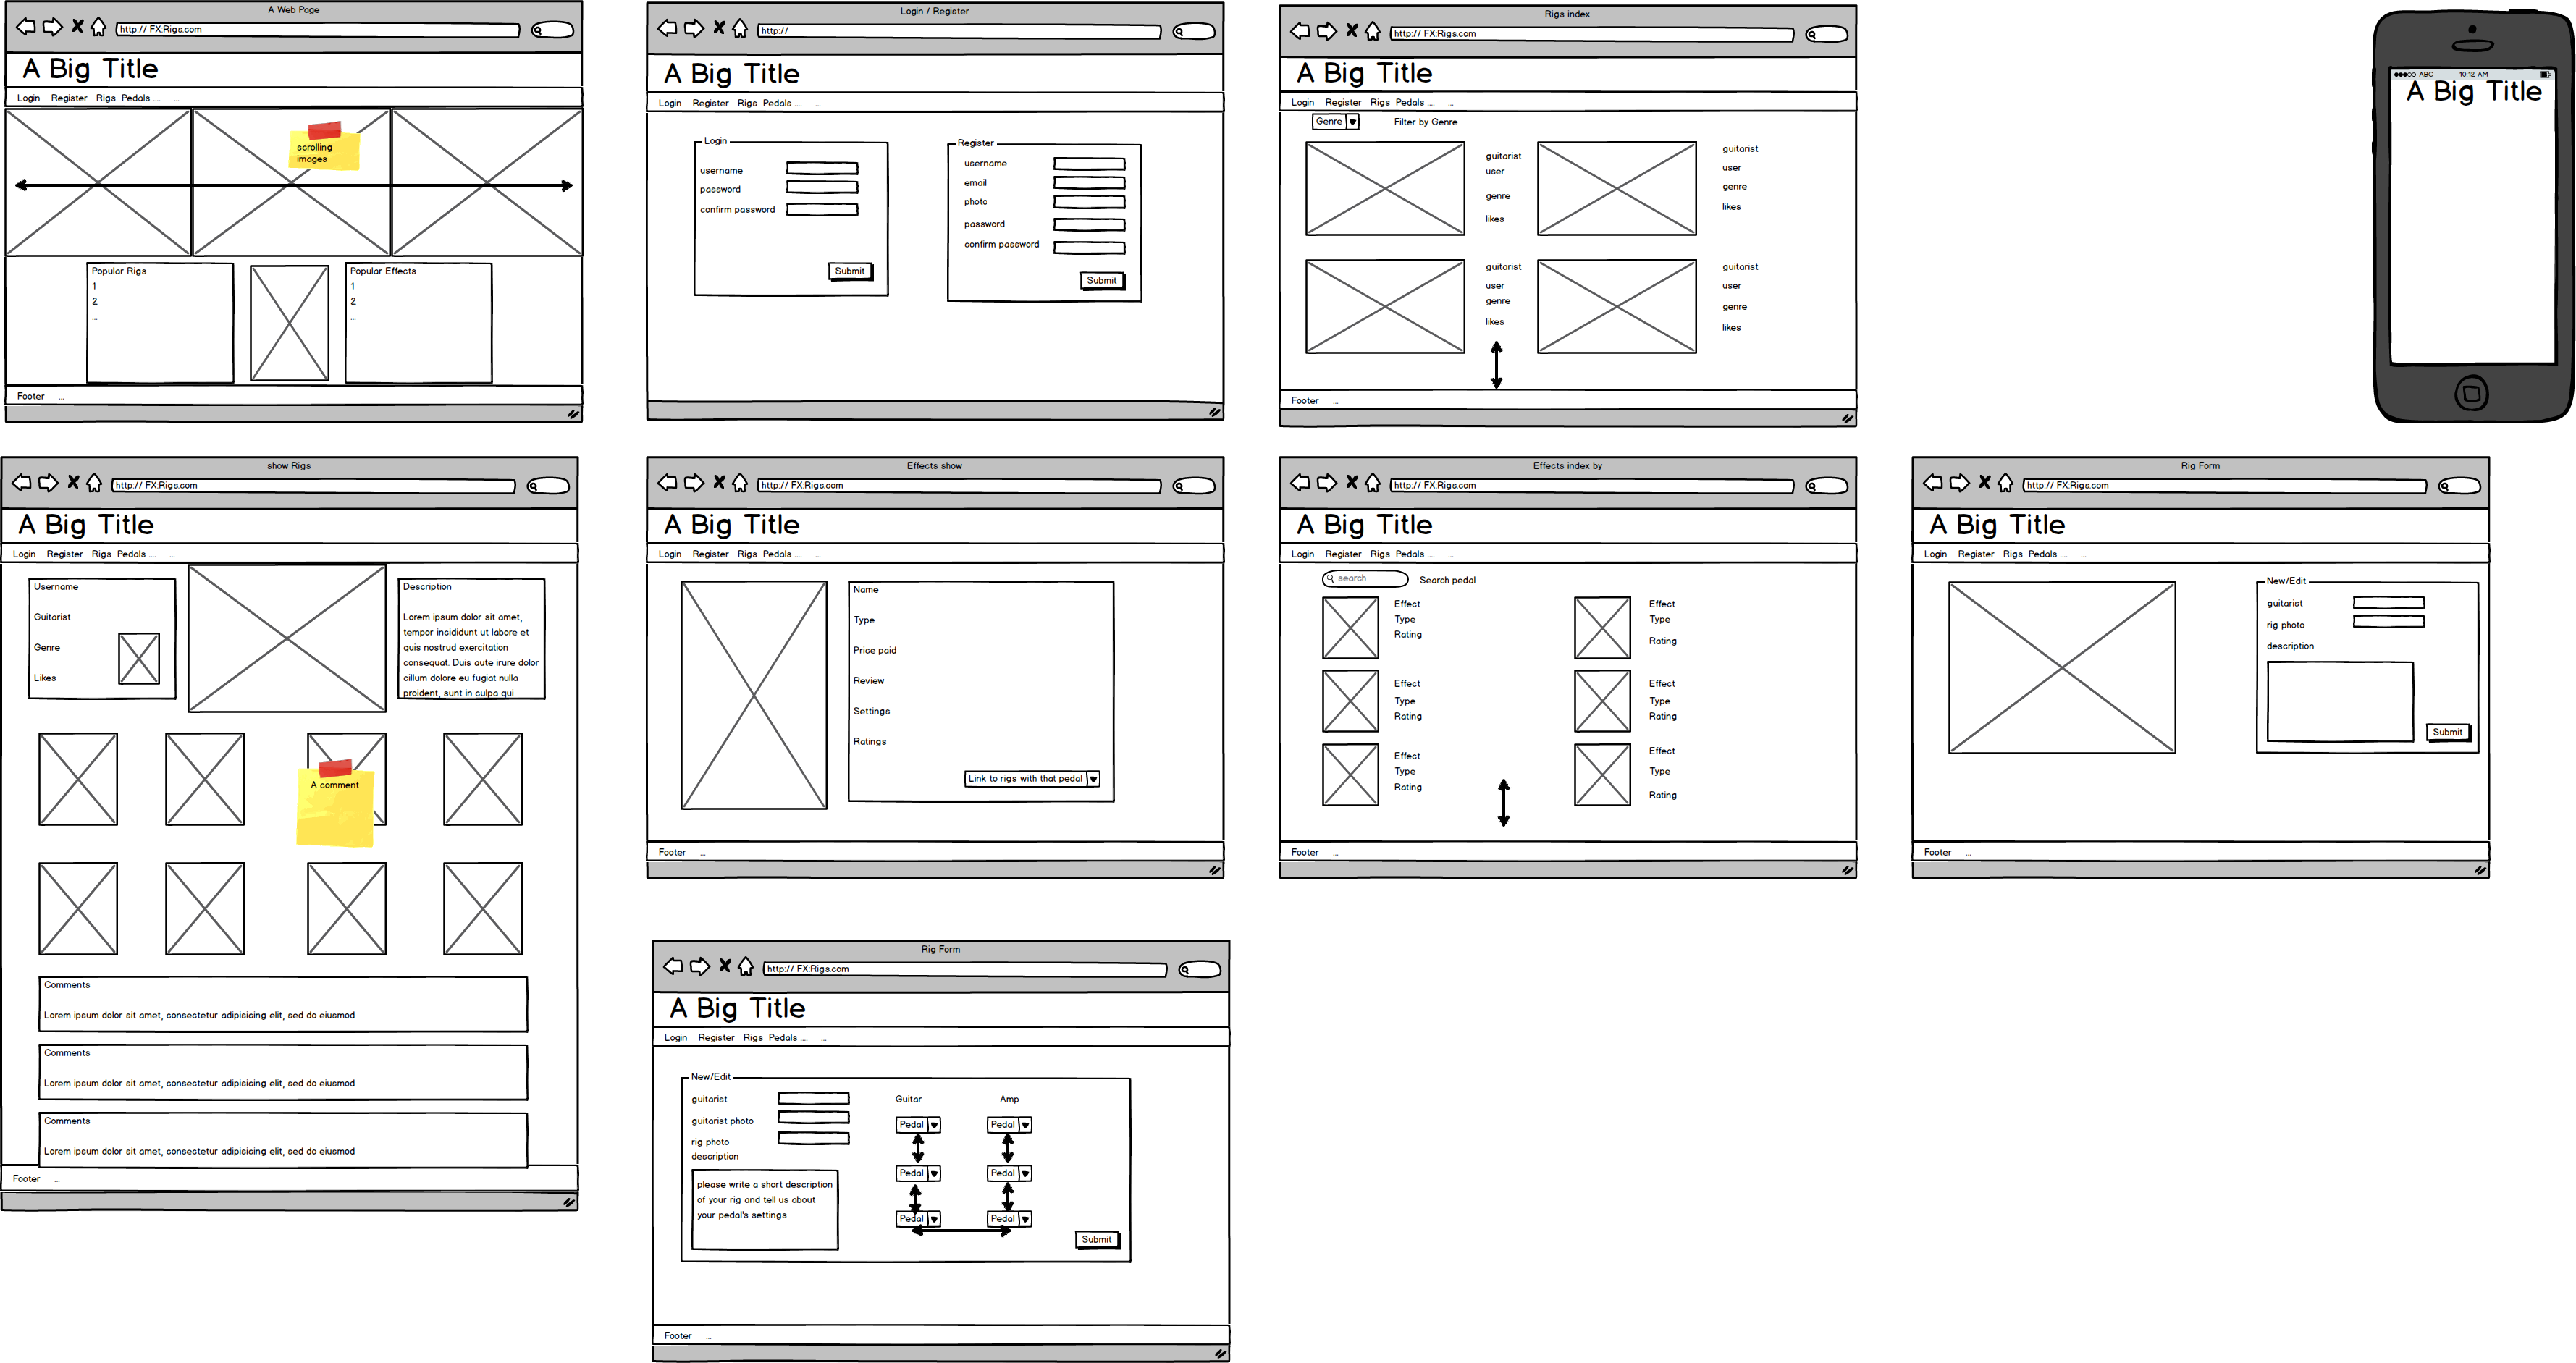 A Web Page
http:// FX:Rigs.com
A Big Title
Login Register Rigs Pedals .... ...
scrolling
images
Popular Rigs
1
2
...
Popular Effects
1
2
...
Footer ...
Login / Register
http://
A Big Title
Login Register Rigs Pedals .... ...
Login
username
password
confirm password
Submit
Register
username
email
photo
password
confirm password
Submit
Rigs index
http:// FX:Rigs.com
A Big Title
Login Register Rigs Pedals .... ...
Genre Filter by Genre
guitarist
user
genre
likes
guitarist
user
genre
likes
guitarist
user
genre
likes
guitarist
user
genre
likes
Footer ...
ABC 10:12 AM
A Big Title
show Rigs
http:// FX:Rigs.com
A Big Title
Login Register Rigs Pedals .... ...
Username
Guitarist
Genre
Likes
Description
Lorem ipsum dolor sit amet,
tempor incididunt ut labore et
quis nostrud exercitation
consequat. Duis aute irure dolor
cillum dolore eu fugiat nulla
proident, sunt in culpa qui
A comment
Comments
Lorem ipsum dolor sit amet, consectetur adipisicing elit, sed do eiusmod
Comments
Lorem ipsum dolor sit amet, consectetur adipisicing elit, sed do eiusmod
Comments
Lorem ipsum dolor sit amet, consectetur adipisicing elit, sed do eiusmod
Footer ...
Effects show
http:// FX:Rigs.com
A Big Title
Login Register Rigs Pedals .... ...
Name
Type
Price paid
Review
Settings
Ratings
Link to rigs with that pedal
Footer ...
Effects index by
http:// FX:Rigs.com
A Big Title
Login Register Rigs Pedals .... ...
search Search pedal
Effect
Type
Rating
Effect
Type
Rating
Effect
Type
Rating
Effect
Type
Rating
Effect
Type
Rating
Effect
Type
Rating
Footer ...
Rig Form
http:// FX:Rigs.com
A Big Title
Login Register Rigs Pedals .... ...
New/Edit
guitarist
rig photo
description
Submit
Footer ...
Rig Form
http:// FX:Rigs.com
A Big Title
Login Register Rigs Pedals .... ...
New/Edit
guitarist
guitarist photo
rig photo
description
please write a short description
of your rig and tell us about
your pedal's settings
Guitar Amp
Pedal Pedal
Pedal Pedal
Pedal Pedal
Submit
Footer ...